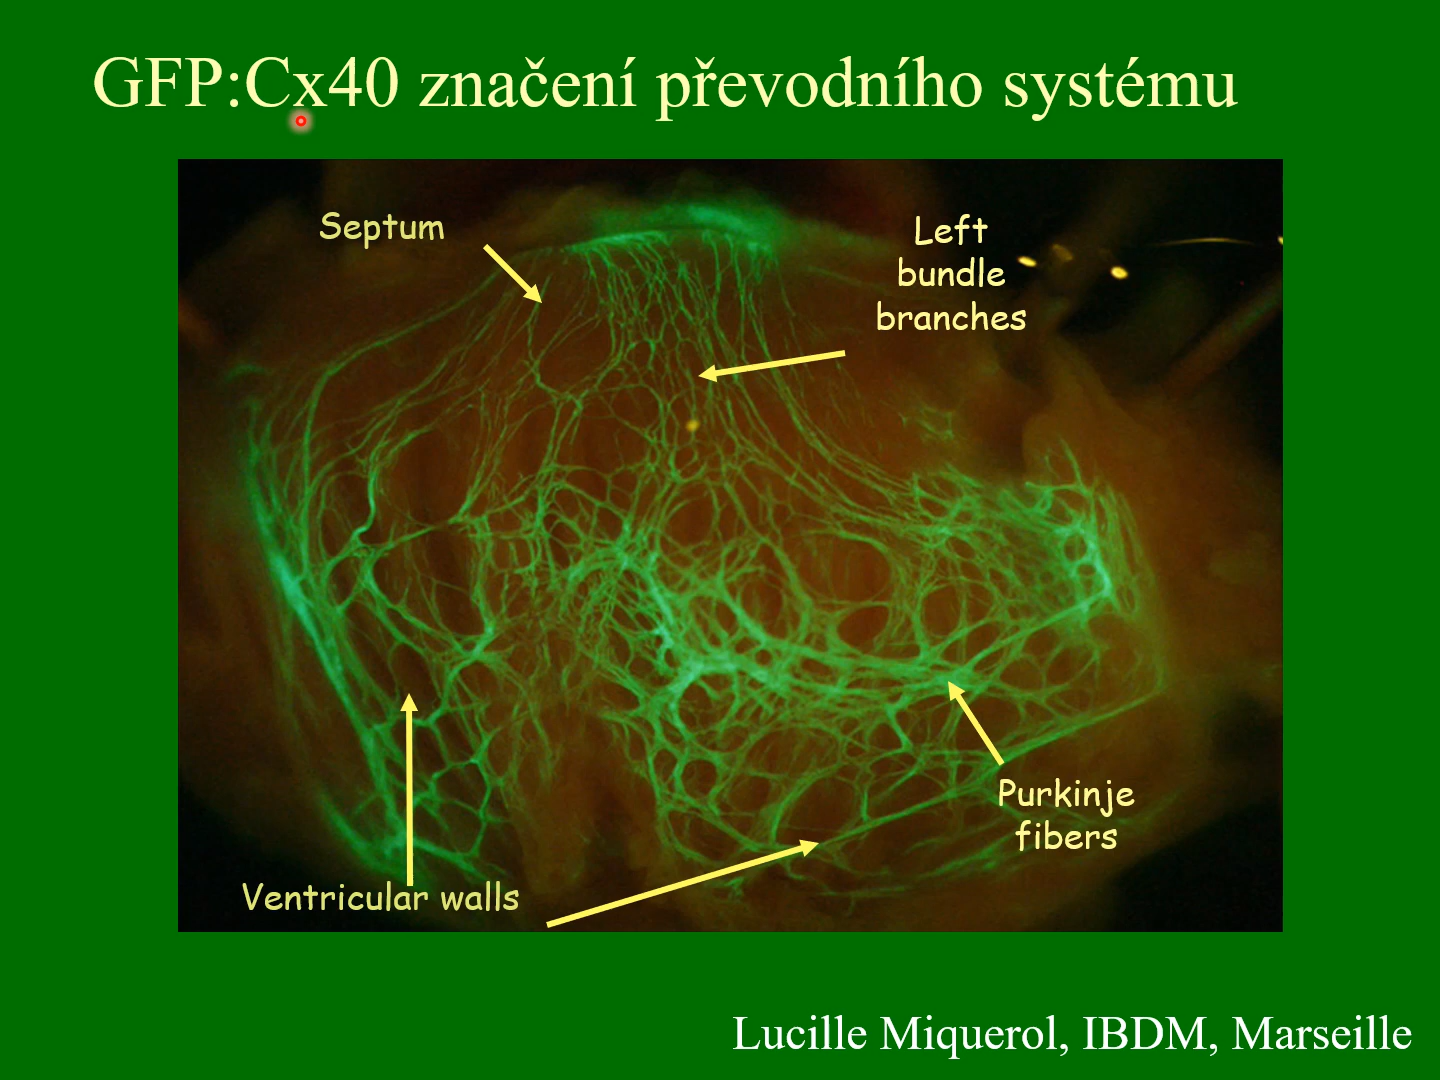 GFP:Cx40 značení převodního systému
Septum
Left
bundle
branches
Purkinje
fibers
Ventricular walls
Lucille Miquerol, IBDM, Marseille